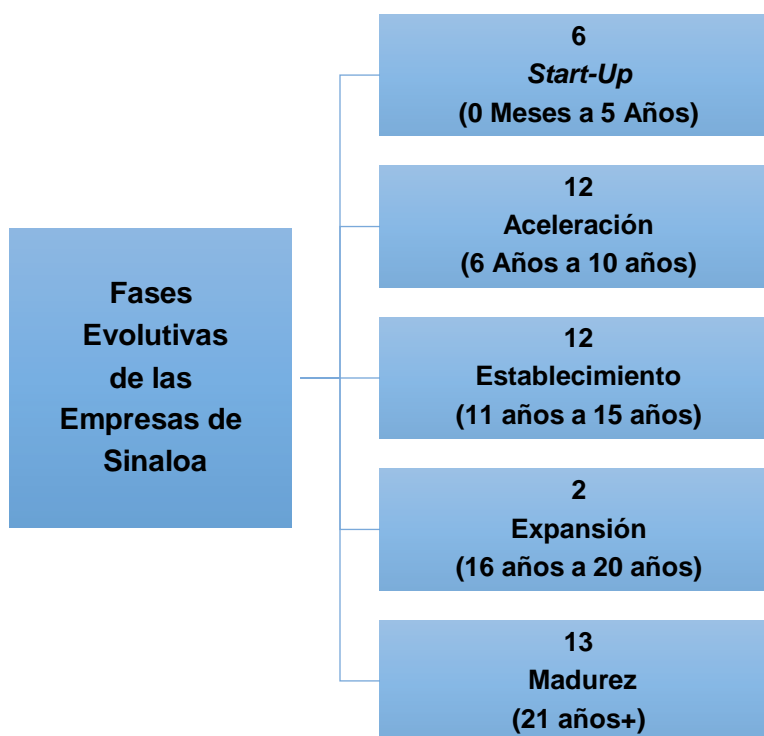 Fases
Evolutivas
de las
Empresas de
Sinaloa
6
Start-Up
(0 Meses a 5 Años)
12
Aceleración
(6 Años a 10 años)
12
Establecimiento
(11 años a 15 años)
2
Expansión
(16 años a 20 años)
13
Madurez
(21 años+)